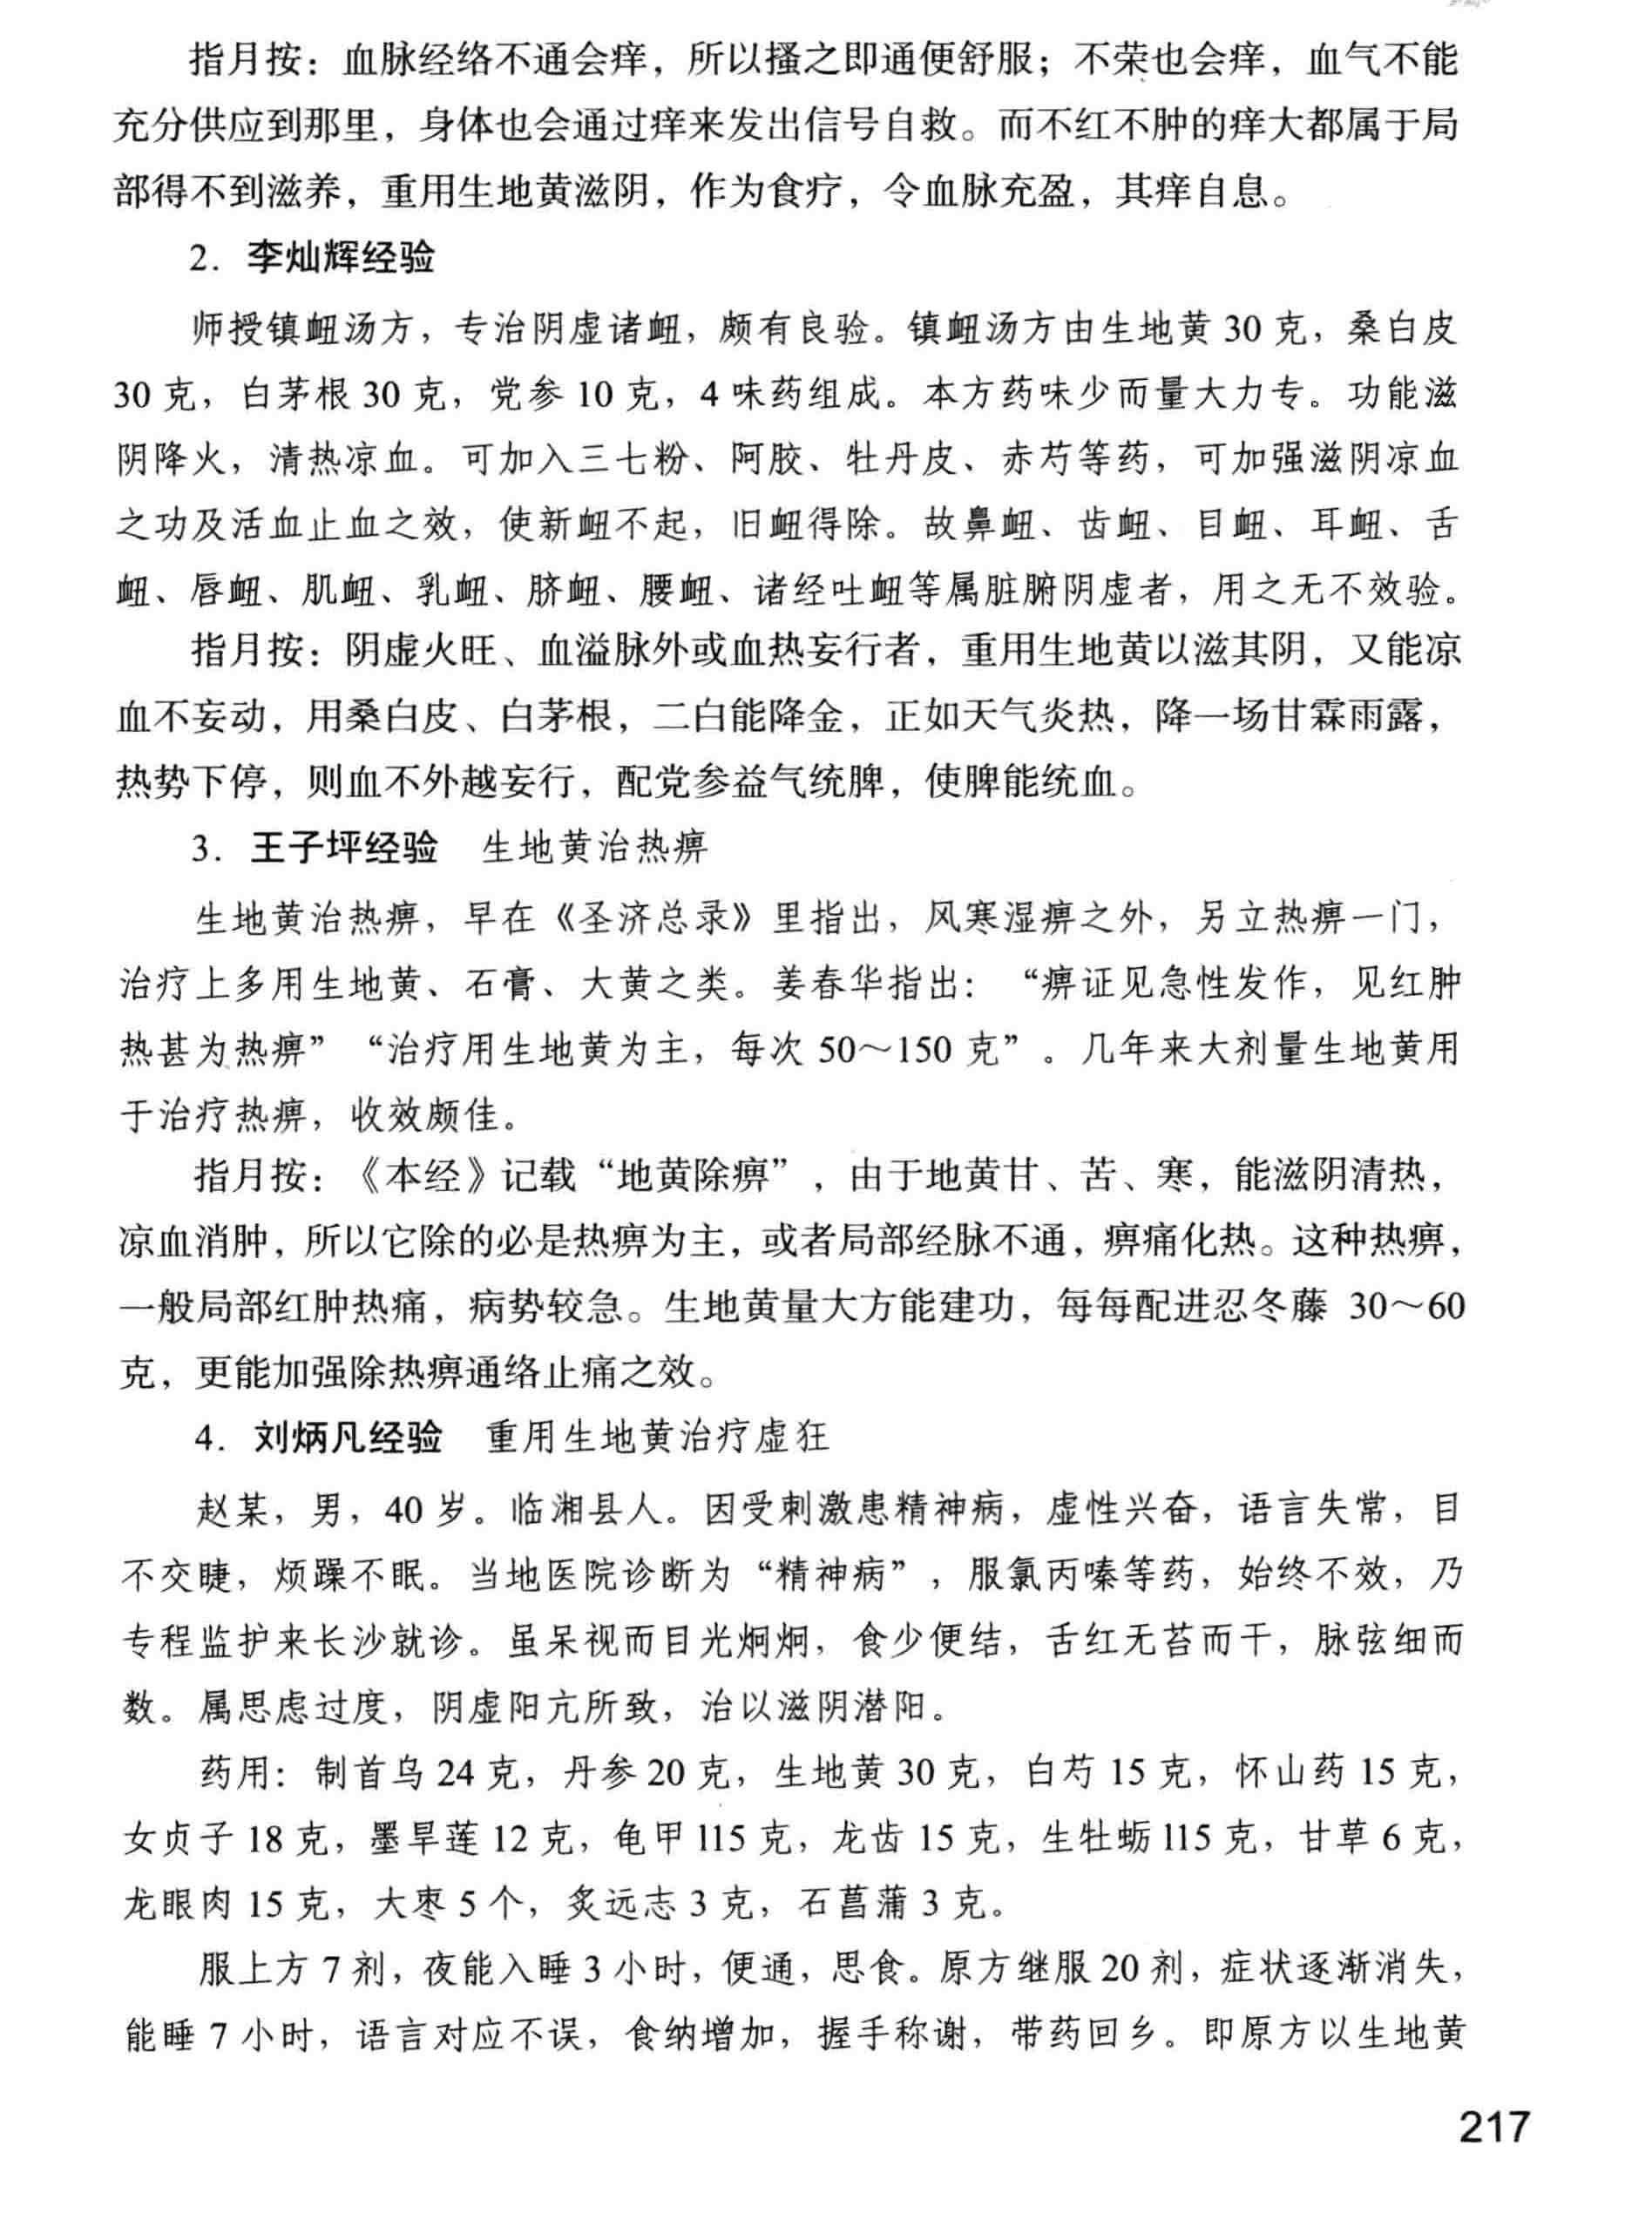 指月按：血脉经络不通会痒，所以搔之即通便舒服；不荣也会痒，血气不能
充分供应到那里，身体也会通过痒来发出信号自救。而不红不肿的痒大都属于局
部得不到滋养，重用生地黄滋阴，作为食疗，令血脉充盈，其痒自息。
2. 李灿辉经验
师授镇衄汤方，专治阴虚诸衄，颇有良验。镇衄汤方由生地黄 30 克，桑白皮
30 克，白茅根 30 克，党参 10 克，4 味药组成。本方药味少而量大力专。功能滋
阴降火，清热凉血。可加入三七粉、阿胶、牡丹皮、赤芍等药，可加强滋阴凉血
之功及活血止血之效，使新衄不起，旧衄得除。故鼻衄、齿衄、目衄、耳衄、舌
衄、唇衄、肌衄、乳衄、脐衄、腰衄、诸经吐衄等属脏腑阴虚者，用之无不效验。
指月按：阴虚火旺、血溢脉外或血热妄行者，重用生地黄以滋其阴，又能凉
血不妄动，用桑白皮、白茅根，二白能降金，正如天气炎热，降一场甘霖雨露，
热势下停，则血不外越妄行，配党参益气统脾，使脾能统血。
3. 王子坪经验 生地黄治热痹
生地黄治热痹，早在《圣济总录》里指出，风寒湿痹之外，另立热痹一门，
治疗上多用生地黄、石膏、大黄之类。姜春华指出：“痹证见急性发作，见红肿
热甚为热痹”“治疗用生地黄为主，每次 50～150 克”。几年来大剂量生地黄用
于治疗热痹，收效颇佳。
指月按：《本经》记载“地黄除痹”，由于地黄甘、苦、寒，能滋阴清热，
凉血消肿，所以它除的必是热痹为主，或者局部经脉不通，痹痛化热。这种热痹，
一般局部红肿热痛，病势较急。生地黄量大方能建功，每每配进忍冬藤 30～60
克，更能加强除热痹通络止痛之效。
4. 刘炳凡经验 重用生地黄治疗虚狂
赵某，男，40 岁。临湘县人。因受刺激患精神病，虚性兴奋，语言失常，目
不交睫，烦躁不眠。当地医院诊断为“精神病”，服氯丙嗪等药，始终不效，乃
专程监护来长沙就诊。虽呆视而目光炯炯，食少便结，舌红无苔而干，脉弦细而
数。属思虑过度，阴虚阳亢所致，治以滋阴潜阳。
药用：制首乌 24 克，丹参 20 克，生地黄 30 克，白芍 15 克，怀山药 15 克，
女贞子 18 克，墨旱莲 12 克，龟甲 115 克，龙齿 15 克，生牡蛎 115 克，甘草 6 克，
龙眼肉 15 克，大枣 5 个，炙远志 3 克，石菖蒲 3 克。
服上方 7 剂，夜能入睡 3 小时，便通，思食。原方继服 20 剂，症状逐渐消失，
能睡 7 小时，语言对应不误，食纳增加，握手称谢，带药回乡。即原方以生地黄
217